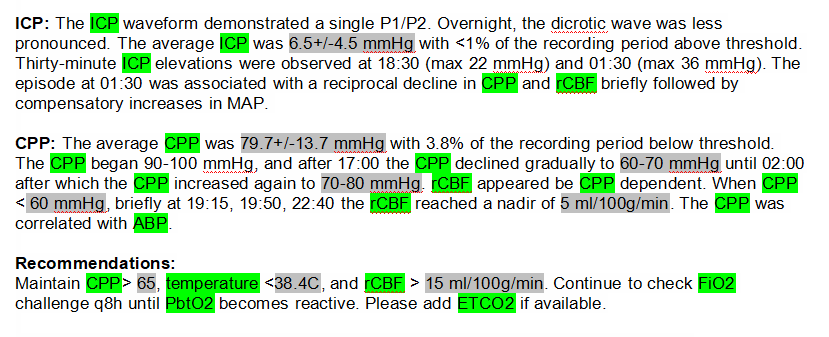 ICP: The ICP waveform demonstrated a single P1/P2. Overnight, the dicrotic wave was less
pronounced. The average ICP was 6.5+/-4.5 mmHg with <1% of the recording period above threshold.
Thirty-minute ICP elevations were observed at 18:30 (max 22 mmHg) and 01:30 (max 36 mmHg). The
episode at 01:30 was associated with a reciprocal decline in CPP and rCBF briefly followed by
compensatory increases in MAP.
CPP: The average CPP was 79.7+/-13.7 mmHg with 3.8% of the recording period below threshold.
The CPP began 90-100 mmHg, and after 17:00 the CPP declined gradually to 60-70 mmHg until 02:00
after which the CPP increased again to 70-80 mmHg. rCBF appeared be CPP dependent. When CPP
< 60 mmHg, briefly at 19:15, 19:50, 22:40 the rCBF reached a nadir of 5 ml/100g/min. The CPP was
correlated with ABP.
Recommendations:
Maintain CPP> 65, temperature <38.4C, and rCBF > 15 ml/100g/min. Continue to check FiO2
challenge q8h until PbtO2 becomes reactive. Please add ETCO2 if available.